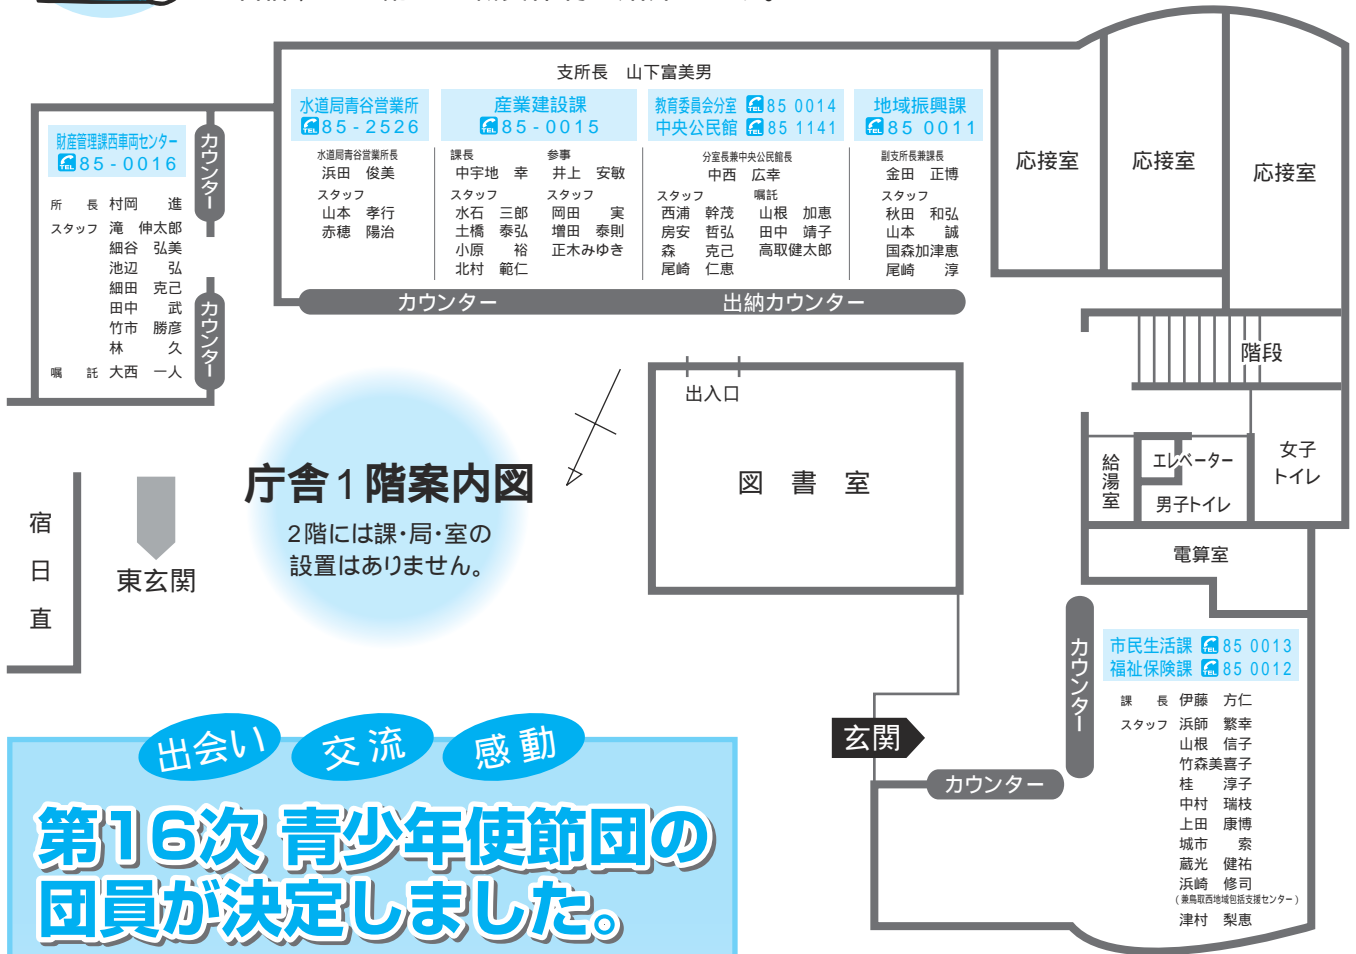 支所長 山下富美男
水道局青谷営業所
TEL 85-2526
水道局青谷営業所長
浜田 俊美
スタッフ
山本 孝行
赤穂 陽治
産業建設課
TEL 85-0015
課長
中宇地 幸
スタッフ
水石 三郎
土橋 泰弘
小原 裕
北村 範仁
参事
井上 安敏
スタッフ
岡田 実
増田 泰則
正木みゆき
教育委員会分室 TEL 85 0014
中央公民館 TEL 85 1141
分室長兼中央公民館長
中西 広幸
スタッフ
西浦 幹茂
房安 哲弘
森 克己
尾崎 仁恵
嘱託
山根 加恵
田中 靖子
高取健太郎
地域振興課
TEL 85 0011
副支所長兼課長
金田 正博
スタッフ
秋田 和弘
山本 誠
国森加津恵
尾崎 淳
応接室
応接室
応接室
財産管理課西車両センター
TEL 85-0016
所長 村岡 進
スタッフ 滝 伸太郎
細谷 弘美
池辺 弘
細田 克己
田中 武
竹市 勝彦
林 久
嘱託 大西 一人
カウンター
カウンター
カウンター
出納カウンター
階段
出入口
図書室
給湯室
エレベーター
男子トイレ
女子
トイレ
電算室
庁舎1階案内図
2階には課・局・室の
設置はありません。
宿日直
東玄関
カウンター
市民生活課 TEL 85 0013
福祉保険課 TEL 85 0012
課長 伊藤 方仁
スタッフ 浜師 繁幸
山根 信子
竹森美喜子
桂 淳子
中村 瑞枝
上田 康博
城市 索
蔵光 健祐
浜崎 修司
(兼鳥取西地域包括支援センター)
津村 梨恵
玄関
カウンター
出会い 交流 感動
第16次 青少年使節団の
団員が決定しました。